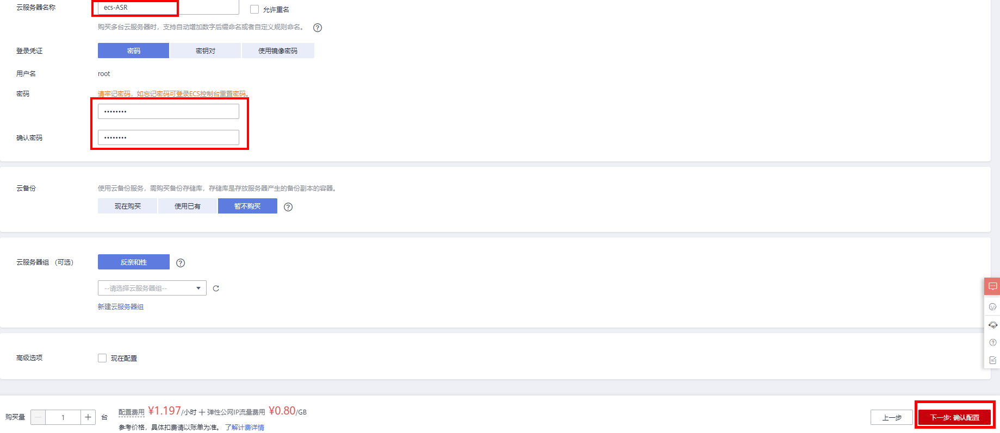 云服务器名称 ecs-ASR 允许重名
购买多台云服务器时，支持自动增加数字后缀命名或者自定义规则命名。
登录凭证 密码 密钥对 使用镜像密码
用户名 root
密码 请牢记密码，如忘记密码可登录ECS控制台重置密码。
••••••••
确认密码 ••••••••
云备份 使用云备份服务，需购买备份存储库，存储库是存放服务器产生的备份副本的容器。
现在购买 使用已有 暂不购买
云服务器组 （可选） 反亲和性
--请选择云服务器组--
新建云服务器组
高级选项 现在配置
购买量 1 台 配置费用 ¥1.197/小时 + 弹性公网IP流量费用 ¥0.80/GB 上一步 下一步: 确认配置
参考价格，具体扣费请以账单为准。 了解计费详情